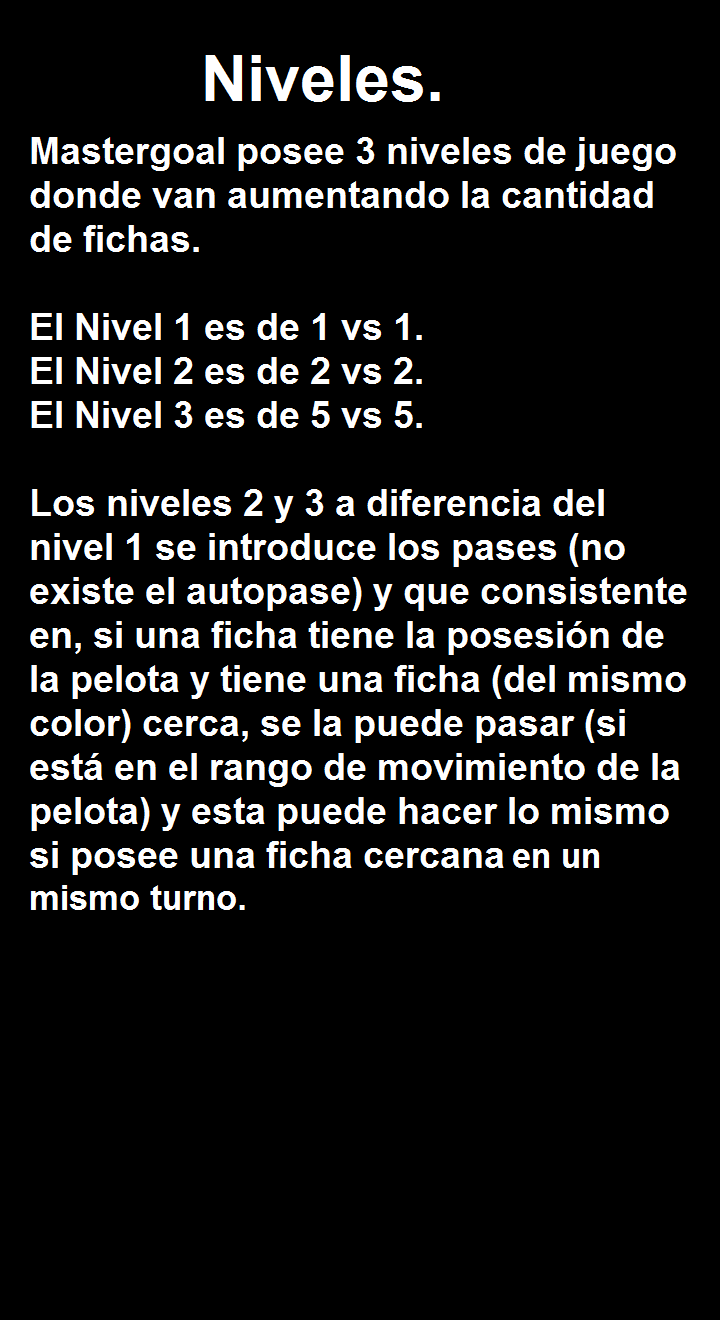 Niveles.
Mastergoal posee 3 niveles de juego
donde van aumentando la cantidad
de fichas.
El Nivel 1 es de 1 vs 1.
El Nivel 2 es de 2 vs 2.
El Nivel 3 es de 5 vs 5.
Los niveles 2 y 3 a diferencia del
nivel 1 se introduce los pases (no
existe el autopase) y que consistente
en, si una ficha tiene la posesión de
la pelota y tiene una ficha (del mismo
color) cerca, se la puede pasar (si
está en el rango de movimiento de la
pelota) y esta puede hacer lo mismo
si posee una ficha cercana en un
mismo turno.